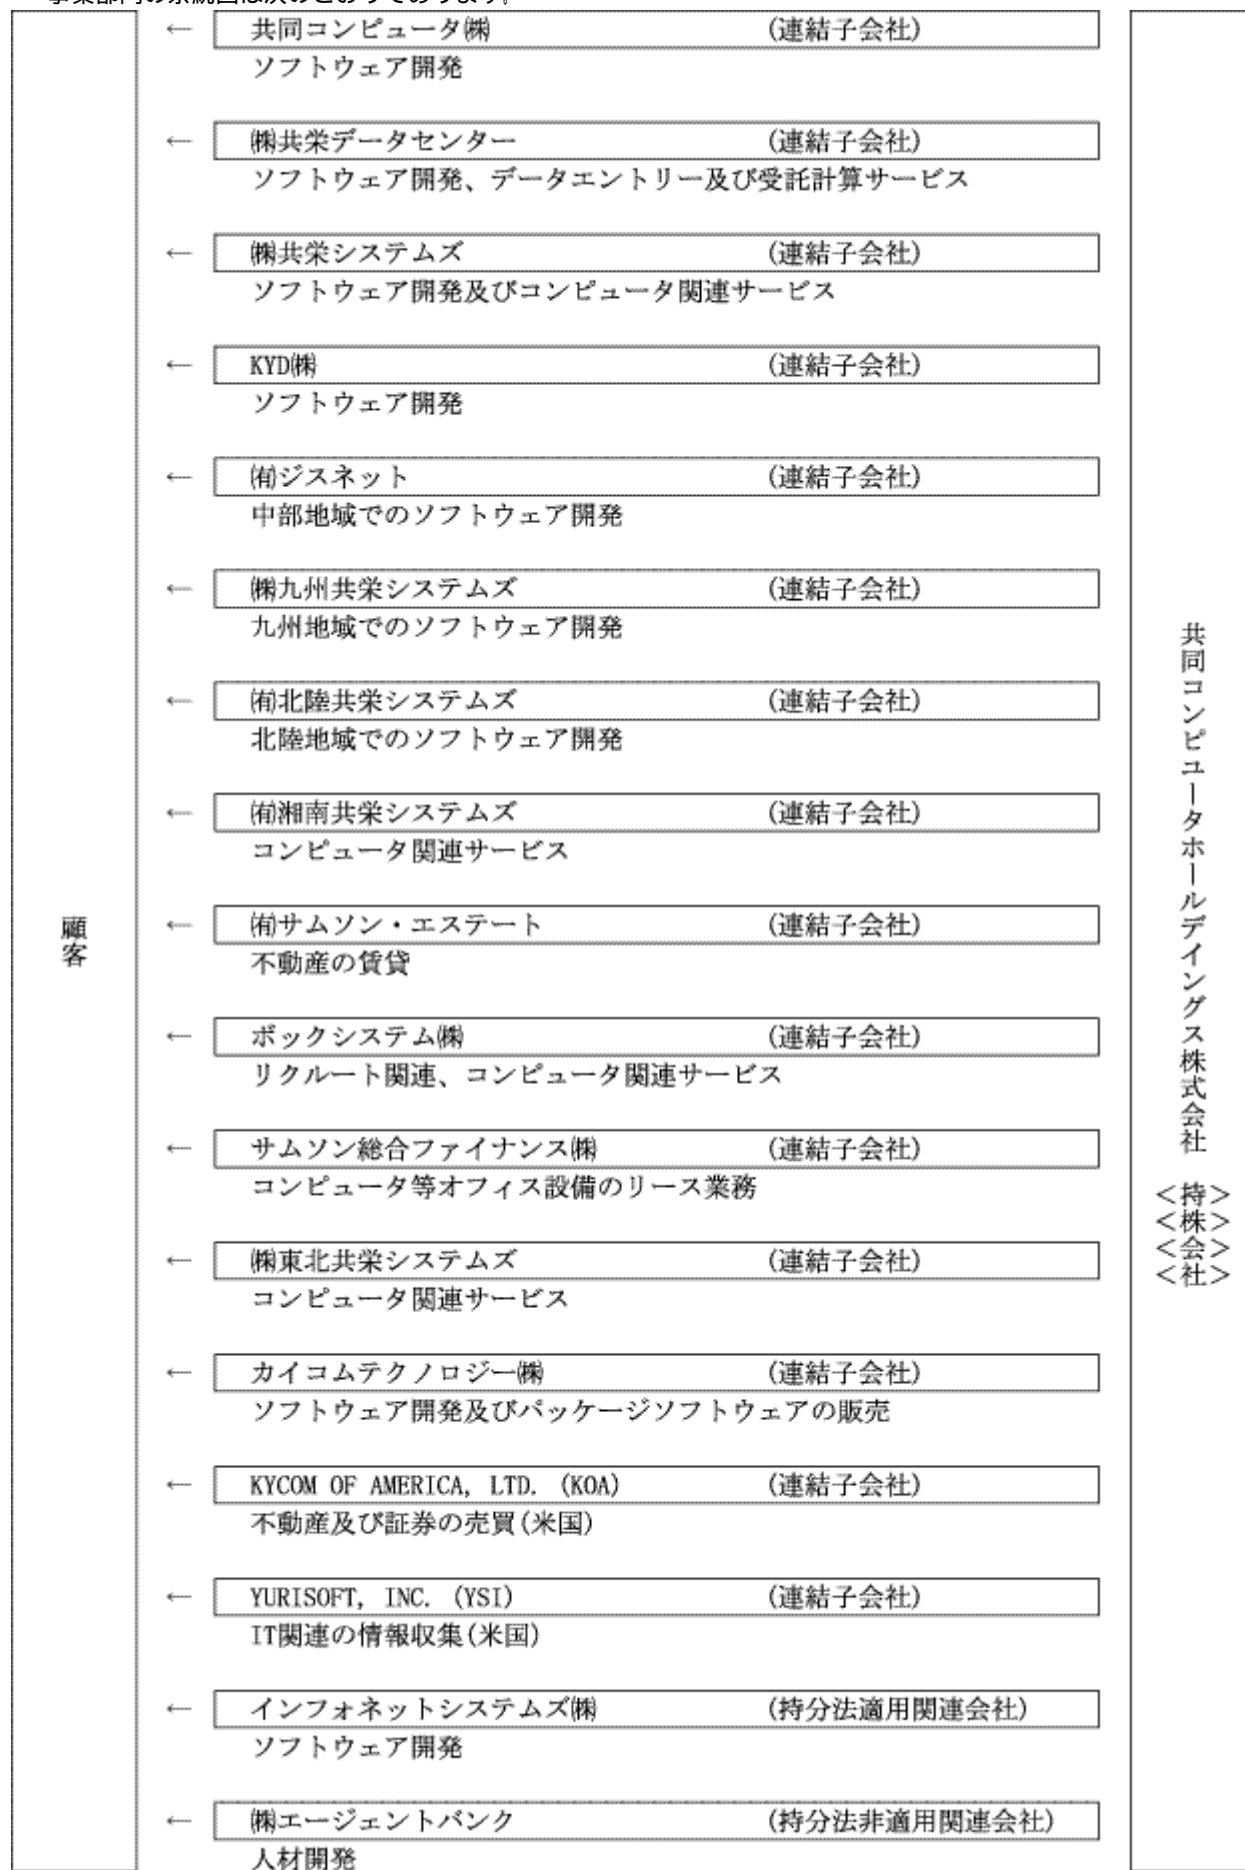 事業部門の系統図は次のとおりであります。
顧客
← 共同コンピュータ㈱ (連結子会社)
ソフトウェア開発
← ㈱共栄データセンター (連結子会社)
ソフトウェア開発、データエントリー及び受託計算サービス
← ㈱共栄システムズ (連結子会社)
ソフトウェア開発及びコンピュータ関連サービス
← KYD㈱ (連結子会社)
ソフトウェア開発
← ㈲ジスネット (連結子会社)
中部地域でのソフトウェア開発
← ㈱九州共栄システムズ (連結子会社)
九州地域でのソフトウェア開発
← ㈲北陸共栄システムズ (連結子会社)
北陸地域でのソフトウェア開発
← ㈲湘南共栄システムズ (連結子会社)
コンピュータ関連サービス
← ㈲サムソン・エステート (連結子会社)
不動産の賃貸
← ボックシステム㈱ (連結子会社)
リクルート関連、コンピュータ関連サービス
← サムソン総合ファイナンス㈱ (連結子会社)
コンピュータ等オフィス設備のリース業務
← ㈱東北共栄システムズ (連結子会社)
コンピュータ関連サービス
← カイコムテクノロジー㈱ (連結子会社)
ソフトウェア開発及びパッケージソフトウェアの販売
← KYCOM OF AMERICA, LTD. (KOA) (連結子会社)
不動産及び証券の売買(米国)
← YURISOFT, INC. (YSI) (連結子会社)
IT関連の情報収集(米国)
← インフォネットシステムズ㈱ (持分法適用関連会社)
ソフトウェア開発
← ㈱エージェントバンク (持分法非適用関連会社)
人材開発
共同コンピユータホールデイングス株式会社
＜持＞
＜株＞
＜会＞
＜社＞